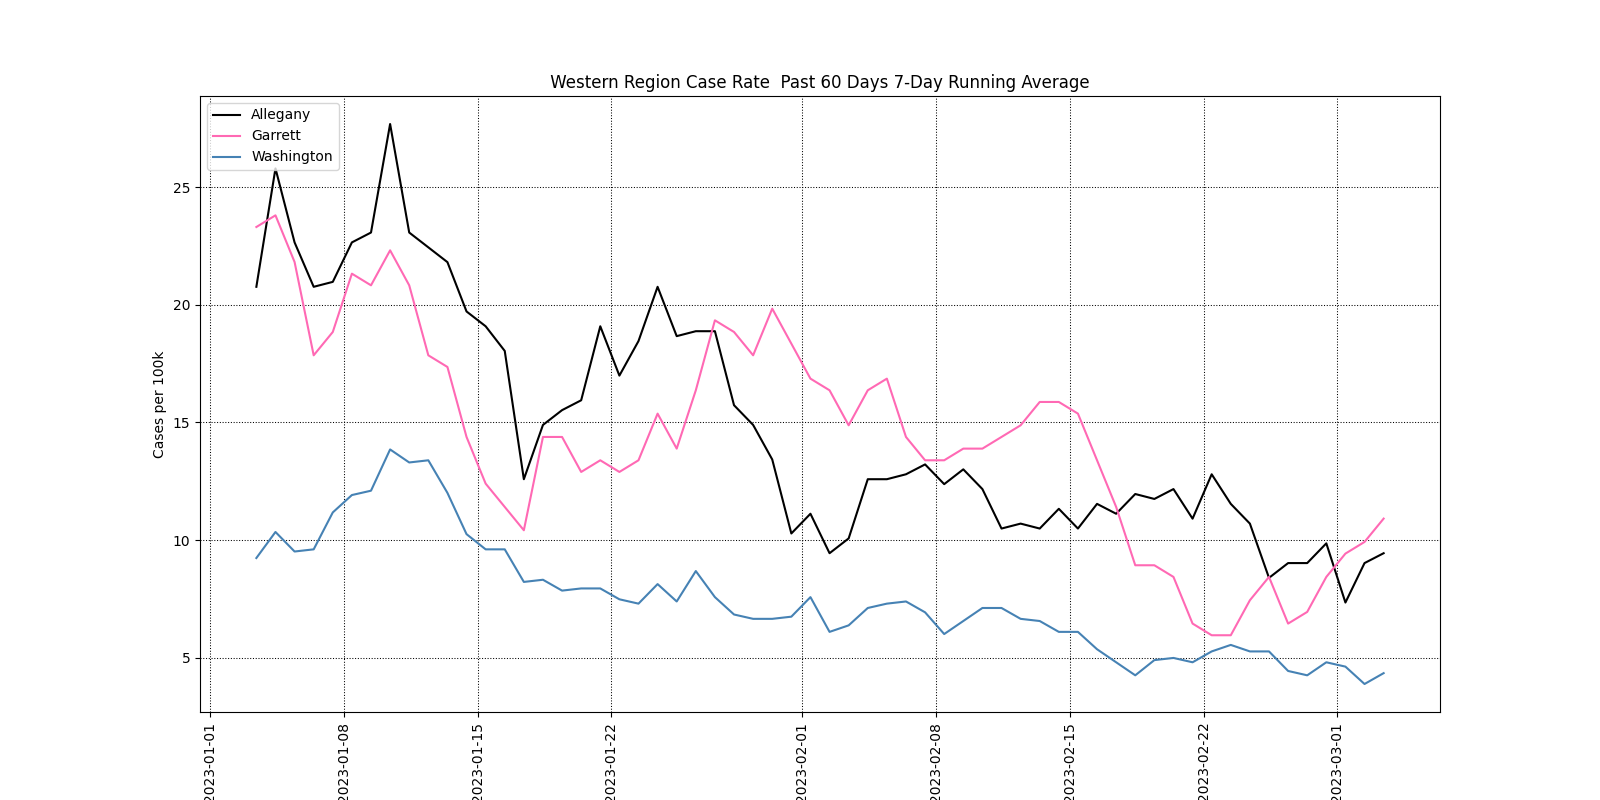 Western Region Case Rate  Past 60 Days 7-Day Running Average
Allegany
Garrett
Washington
Cases per 100k
25
20
15
10
5
2023-01-01
2023-01-08
2023-01-15
2023-01-22
2023-02-01
2023-02-08
2023-02-15
2023-02-22
2023-03-01